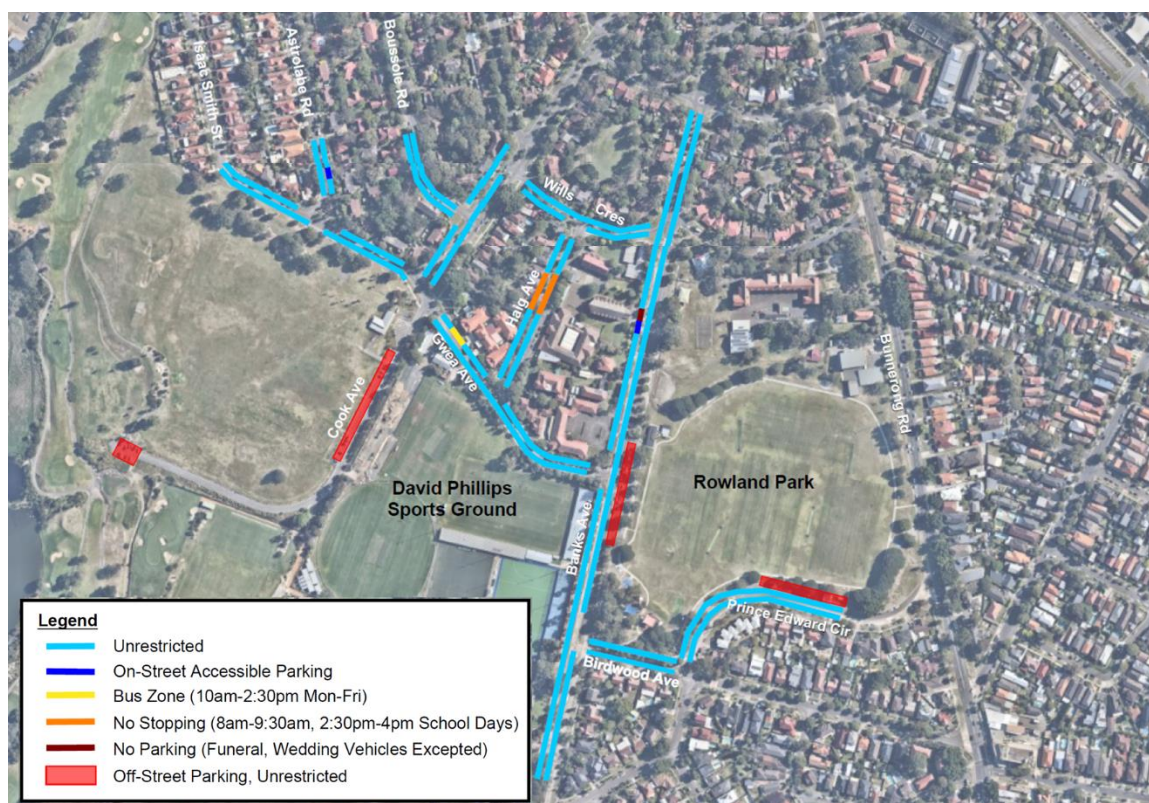 Isaac Smith St
Astrolabe Rd
Boussole Rd
Wills Cres
Haig Ave
Gwea Ave
Cook Ave
Bunnerong Rd
David Phillips
Sports Ground
Rowland Park
Banks Ave
Prince Edward Cir
Birdwood Ave
Legend
Unrestricted
On-Street Accessible Parking
Bus Zone (10am-2:30pm Mon-Fri)
No Stopping (8am-9:30am, 2:30pm-4pm School Days)
No Parking (Funeral, Wedding Vehicles Excepted)
Off-Street Parking, Unrestricted